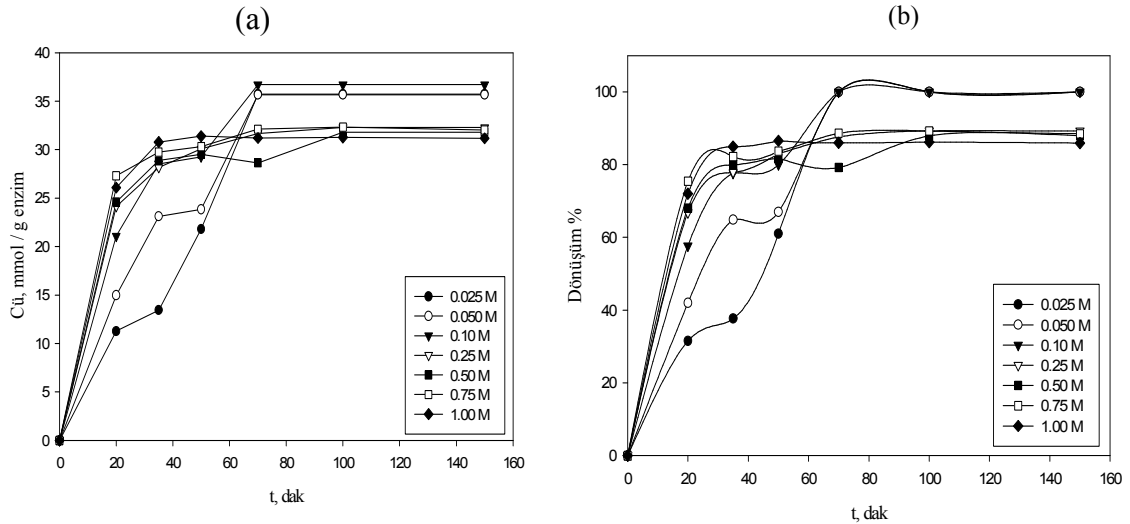 (a)
40
35
30
25
20
15
10
5
0
Cü, mmol / g enzim
0 20 40 60 80 100 120 140 160
t, dak
0.025 M
0.050 M
0.10 M
0.25 M
0.50 M
0.75 M
1.00 M
(b)
100
80
60
40
20
0
Dönüşüm %
0 20 40 60 80 100 120 140 160
t, dak
0.025 M
0.050 M
0.10 M
0.25 M
0.50 M
0.75 M
1.00 M